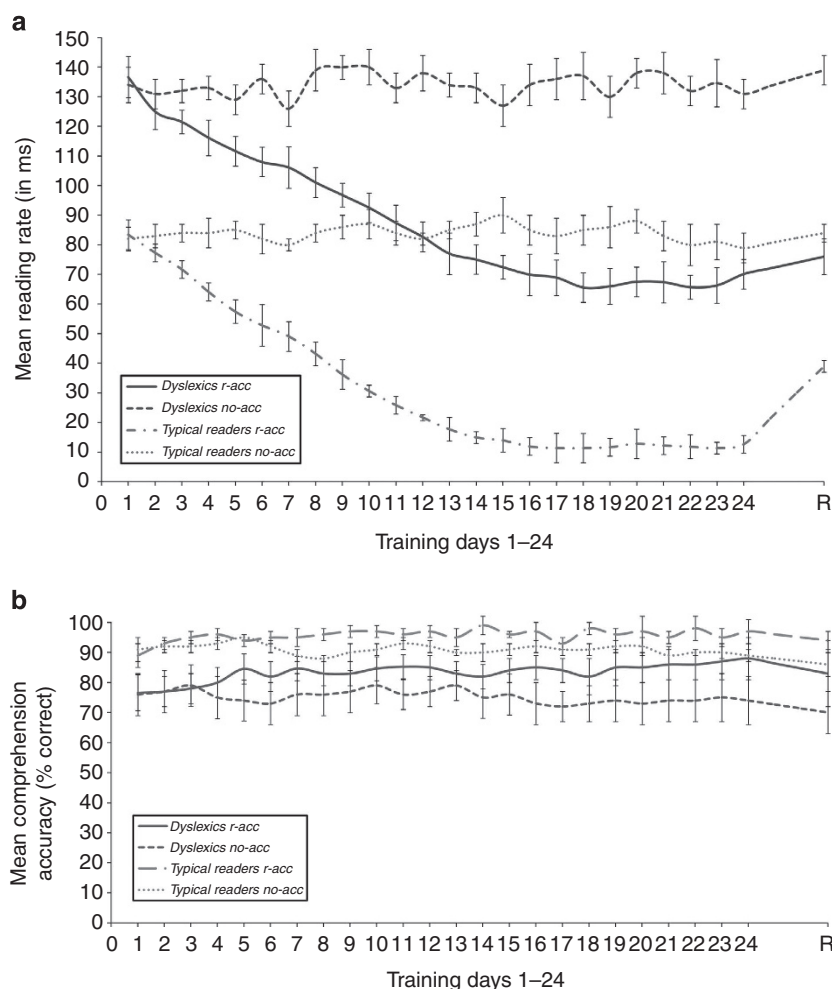 a
Mean reading rate (in ms)
150
140
130
120
110
100
90
80
70
60
50
40
30
20
10
0
Dyslexics r-acc
Dyslexics no-acc
Typical readers r-acc
Typical readers no-acc
0 1 2 3 4 5 6 7 8 9 10 11 12 13 14 15 16 17 18 19 20 21 22 23 24 R
Training days 1–24
b
Mean comprehension
accuracy (% correct)
100
90
80
70
60
50
40
30
20
10
0
Dyslexics r-acc
Dyslexics no-acc
Typical readers r-acc
Typical readers no-acc
0 1 2 3 4 5 6 7 8 9 10 11 12 13 14 15 16 17 18 19 20 21 22 23 24 R
Training days 1–24